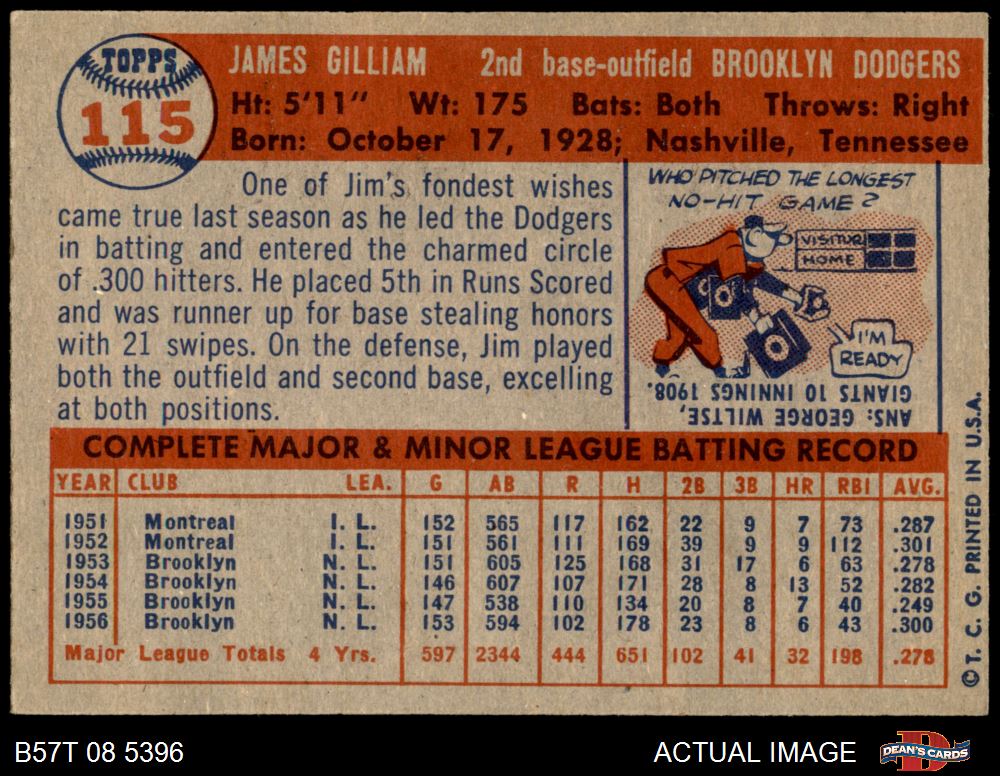 TOPPS
115
JAMES GILLIAM 2nd base-outfield BROOKLYN DODGERS
Ht: 5'11" Wt: 175 Bats: Both Throws: Right
Born: October 17, 1928; Nashville, Tennessee
One of Jim's fondest wishes
came true last season as he led the Dodgers
in batting and entered the charmed circle
of .300 hitters. He placed 5th in Runs Scored
and was runner up for base stealing honors
with 21 swipes. On the defense, Jim played
both the outfield and second base, excelling
at both positions.
WHO PITCHED THE LONGEST
NO-HIT GAME?
VISITOR
HOME
I'M
READY
ANS: GEORGE WILTSE,
GIANTS 10 INNINGS 1908.
COMPLETE MAJOR & MINOR LEAGUE BATTING RECORD
YEAR CLUB LEA. G AB R H 2B 3B HR RBI AVG.
1951 Montreal I. L. 152 565 117 162 22 9 7 73 .287
1952 Montreal I. L. 151 561 111 169 39 9 9 112 .301
1953 Brooklyn N. L. 151 605 125 168 31 17 6 63 .278
1954 Brooklyn N. L. 146 607 107 171 28 8 13 52 .282
1955 Brooklyn N. L. 147 538 110 134 20 8 7 40 .249
1956 Brooklyn N. L. 153 594 102 178 23 8 6 43 .300
Major League Totals 4 Yrs. 597 2344 444 651 102 41 32 198 .278
© T. C. G. PRINTED IN U.S.A.
B57T 08 5396
ACTUAL IMAGE
DEAN'S CARDS